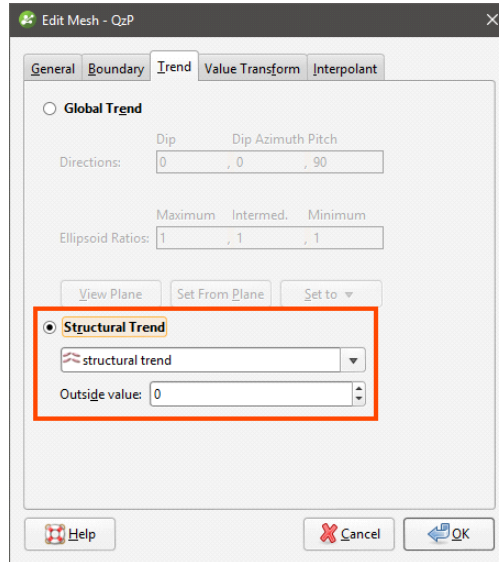 Edit Mesh - QzP
General Boundary Trend Value Transform Interpolant
Global Trend
Dip Dip Azimuth Pitch
Directions: 0 , 0 , 90
Maximum Intermed. Minimum
Ellipsoid Ratios: 1 , 1 , 1
View Plane Set From Plane Set to
Structural Trend
structural trend
Outside value: 0
Help Cancel OK